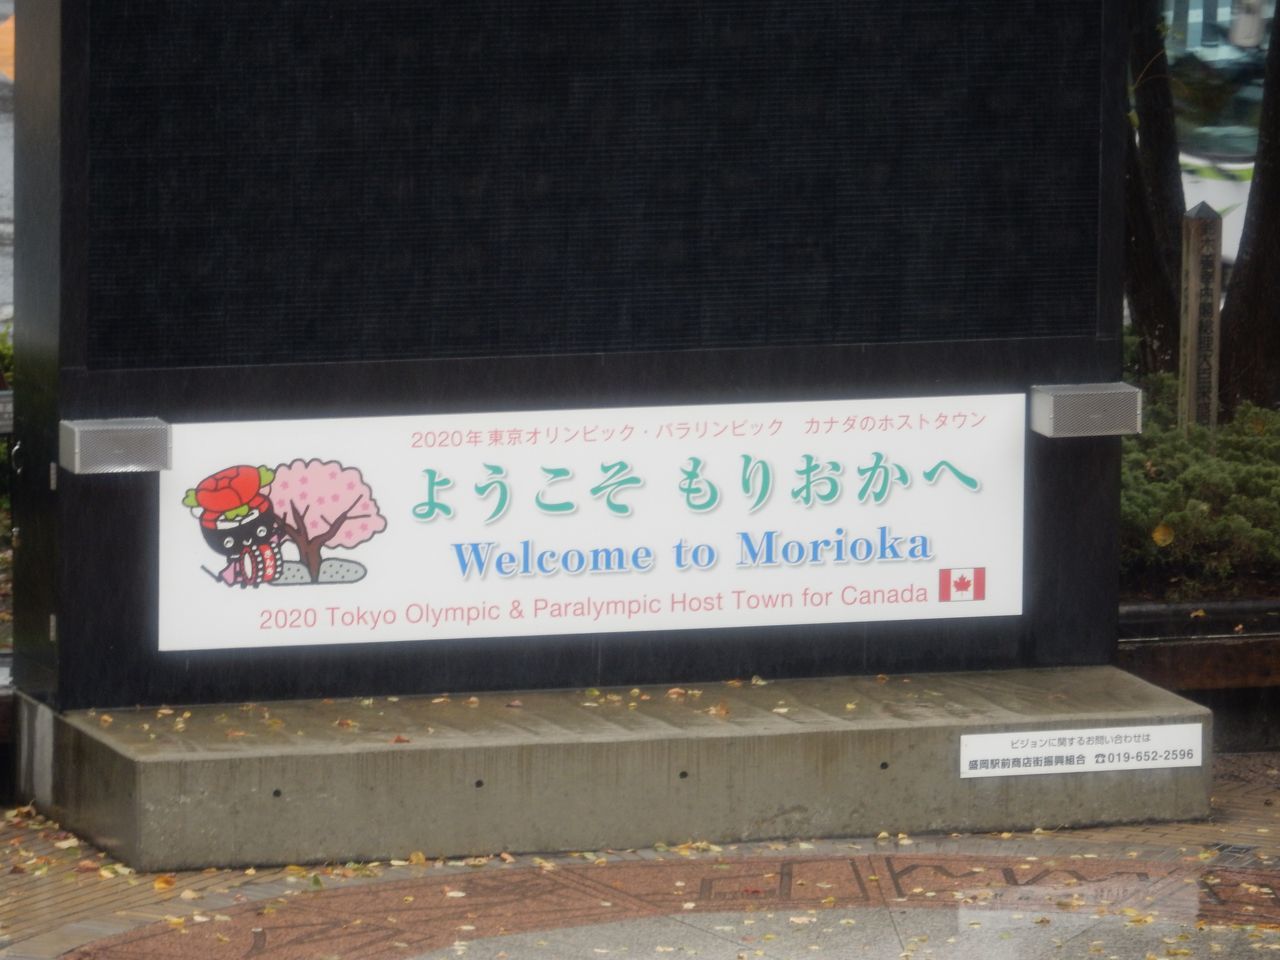 2020年東京オリンピック・パラリンピック　カナダのホストタウン
ようこそ もりおかへ
Welcome to Morioka
2020 Tokyo Olympic & Paralympic Host Town for Canada
さんさ
ビジョンに関するお問い合わせは
盛岡駅前商店街振興組合 ☎019-652-2596